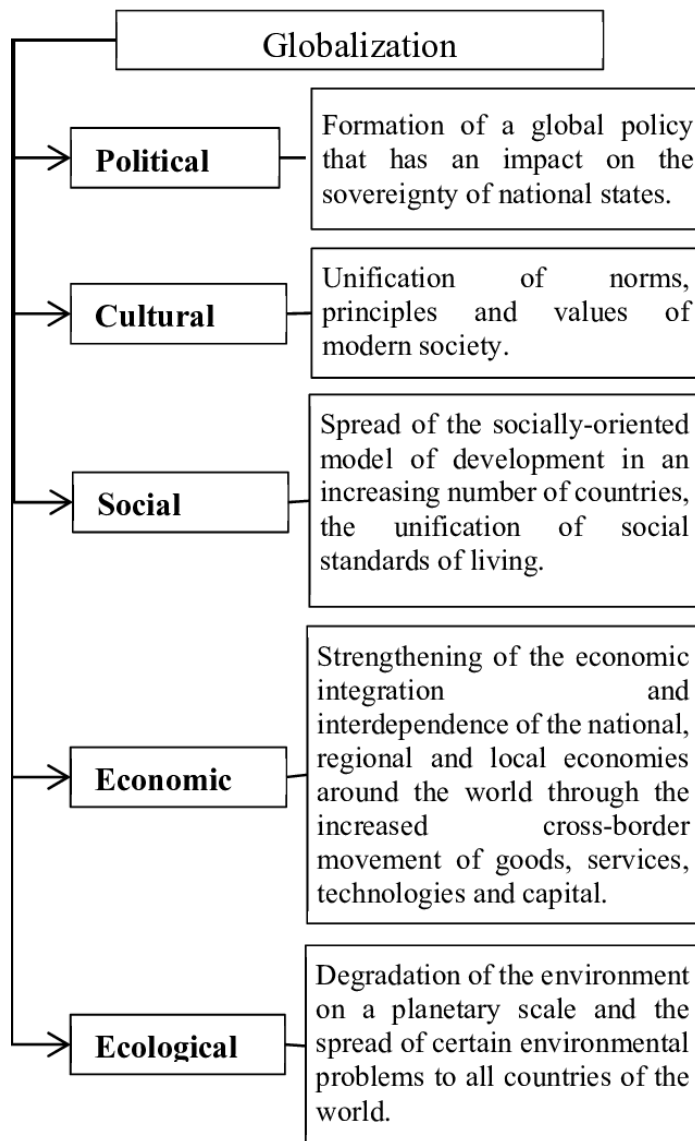 Globalization
Political
Formation of a global policy
that has an impact on the
sovereignty of national states.
Cultural
Unification of norms,
principles and values of
modern society.
Social
Spread of the socially-oriented
model of development in an
increasing number of countries,
the unification of social
standards of living.
Economic
Strengthening of the economic
integration and
interdependence of the national,
regional and local economies
around the world through the
increased cross-border
movement of goods, services,
technologies and capital.
Ecological
Degradation of the environment
on a planetary scale and the
spread of certain environmental
problems to all countries of the
world.